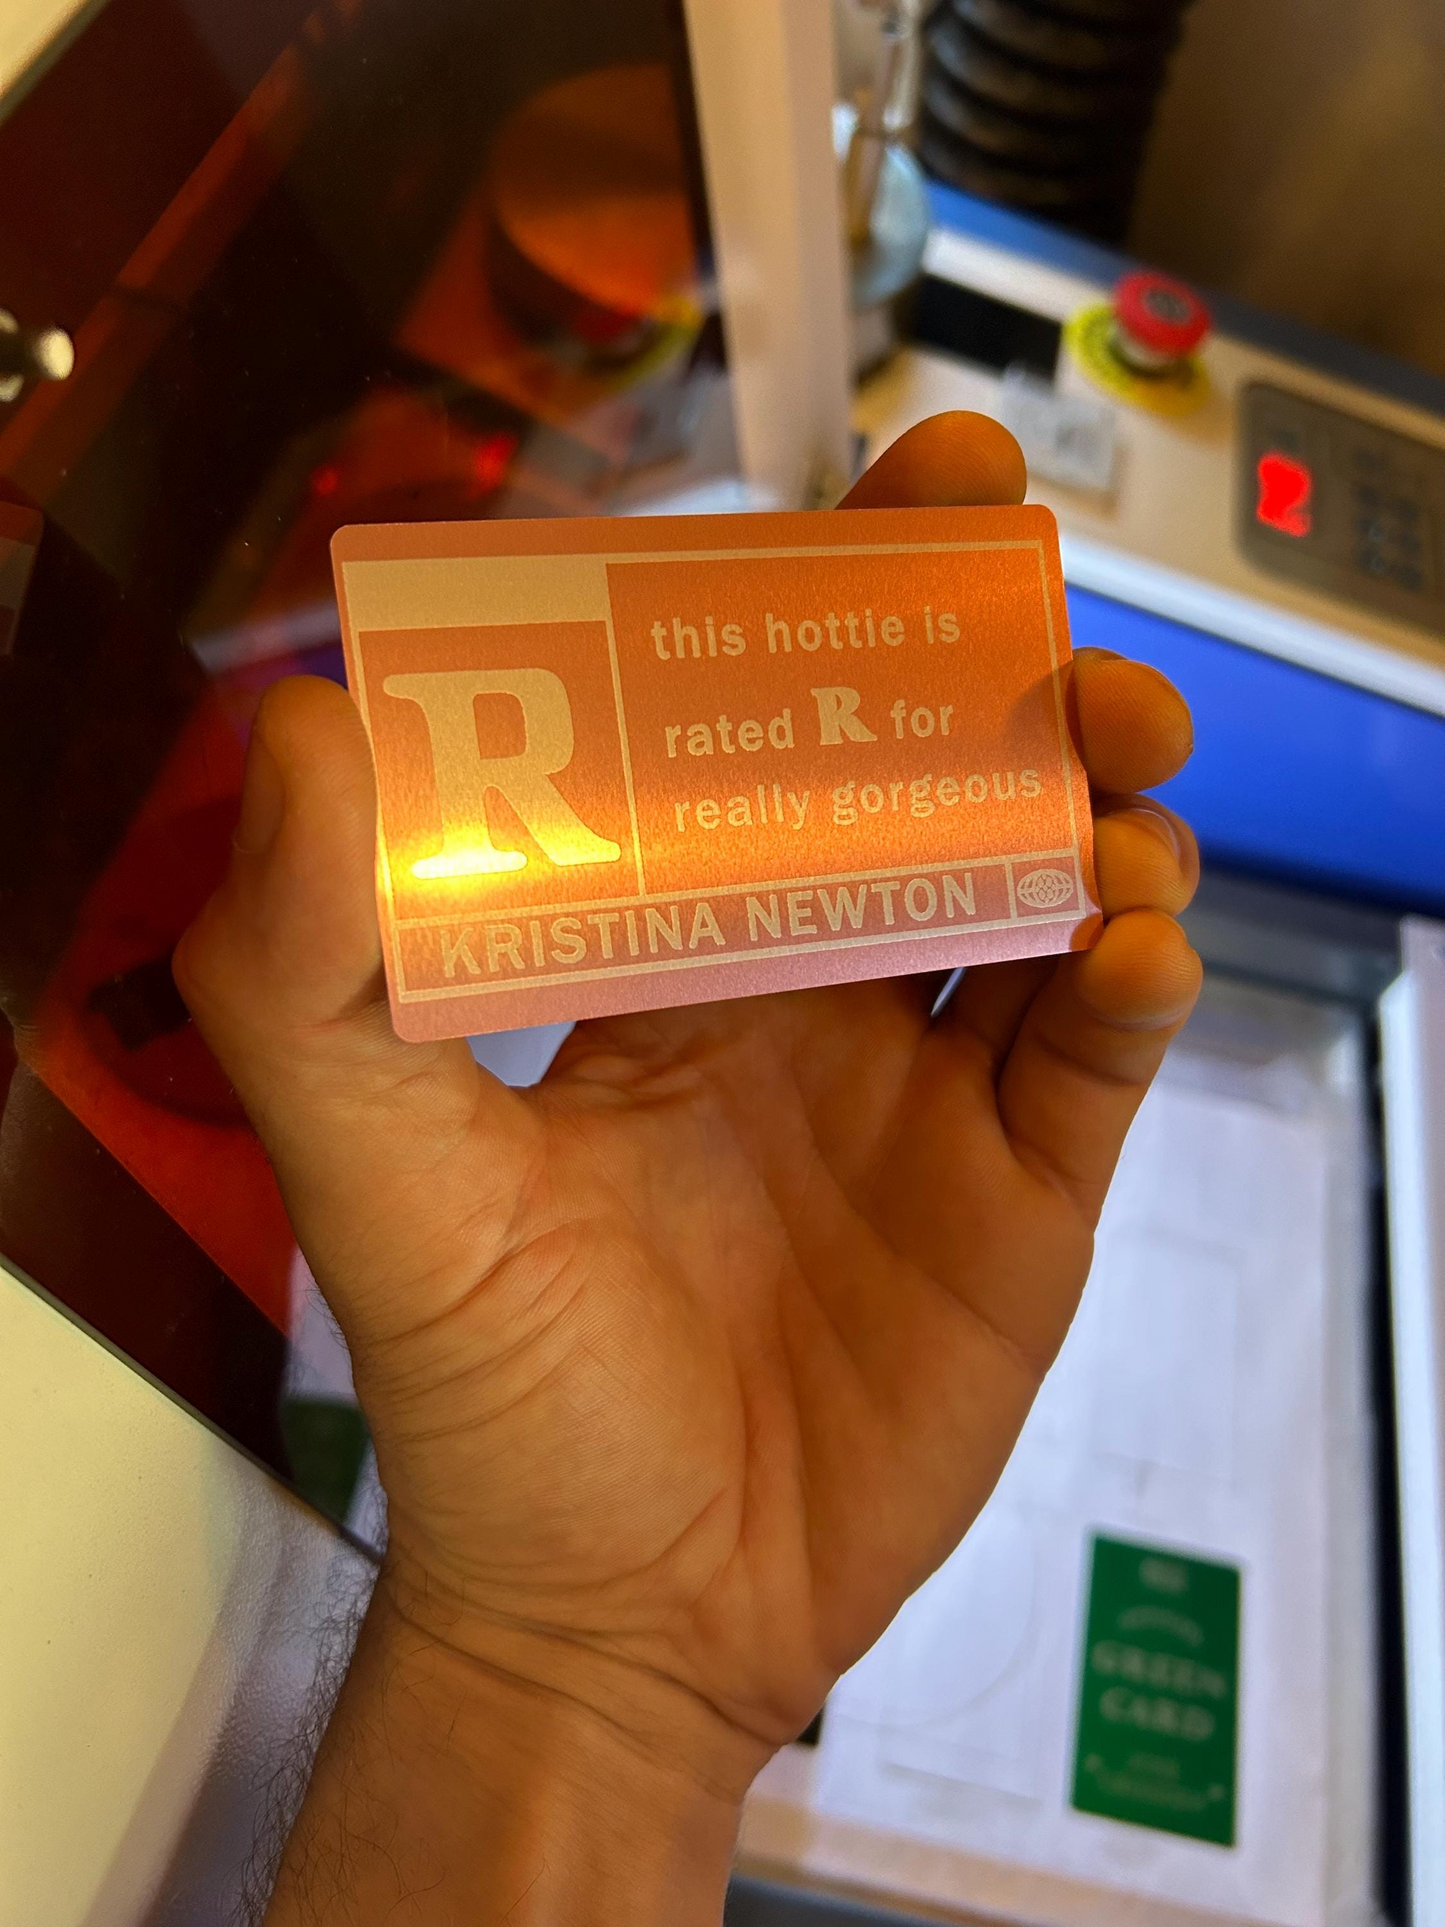 R
this hottie is
rated R for
really gorgeous
KRISTINA NEWTON
GREEN
CARD